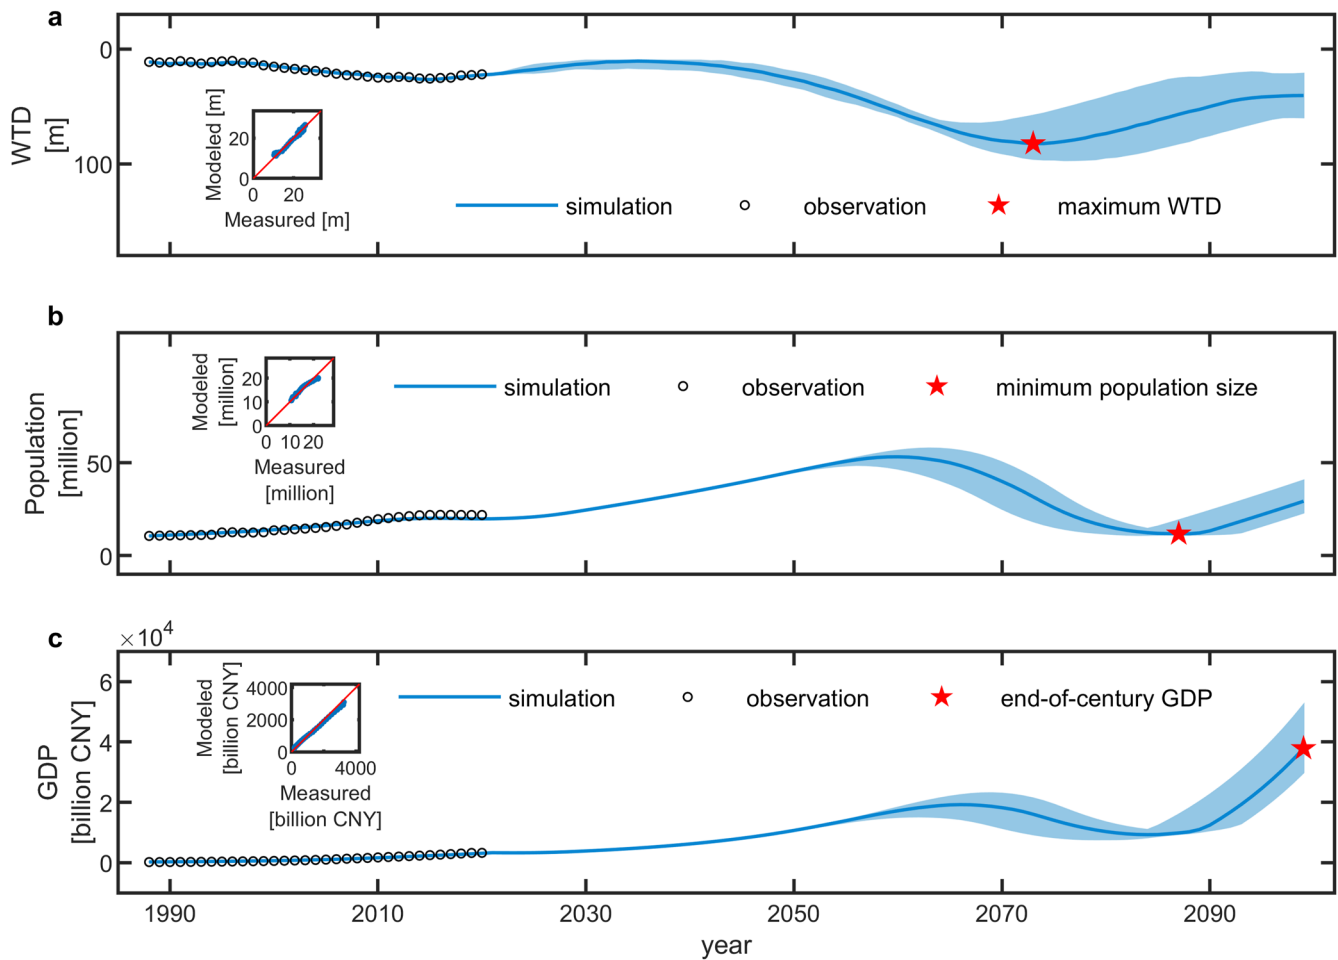 a
0
100
WTD
[m]
Modeled [m]
20
0
0 20
Measured [m]
simulation observation maximum WTD
b
50
0
Population
[million]
Modeled
[million]
20
10
0
0 10 20
Measured
[million]
simulation observation minimum population size
c
×10⁴
6
4
2
0
GDP
[billion CNY]
Modeled
[billion CNY]
4000
2000
0
0 4000
Measured
[billion CNY]
simulation observation end-of-century GDP
1990 2010 2030 2050 2070 2090
year